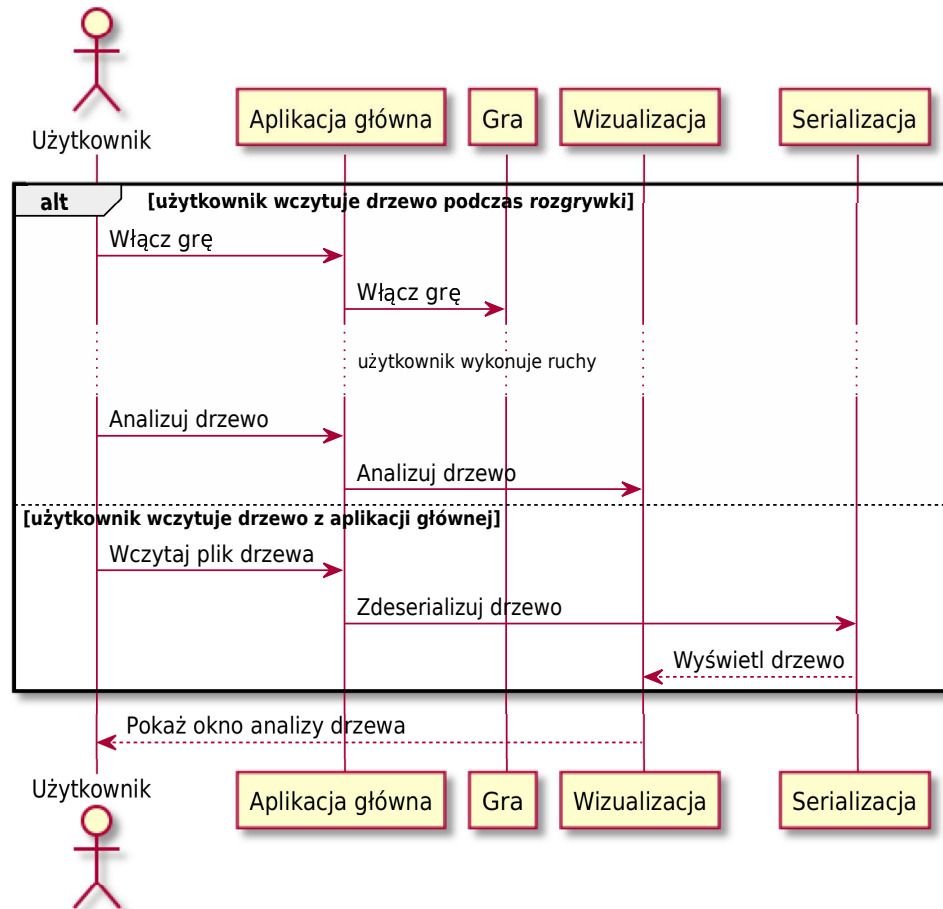 Użytkownik
Aplikacja główna
Gra
Wizualizacja
Serializacja
alt
[użytkownik wczytuje drzewo podczas rozgrywki]
Włącz grę
Włącz grę
użytkownik wykonuje ruchy
Analizuj drzewo
Analizuj drzewo
[użytkownik wczytuje drzewo z aplikacji głównej]
Wczytaj plik drzewa
Zdeserializuj drzewo
Wyświetl drzewo
Pokaż okno analizy drzewa
Użytkownik
Aplikacja główna
Gra
Wizualizacja
Serializacja